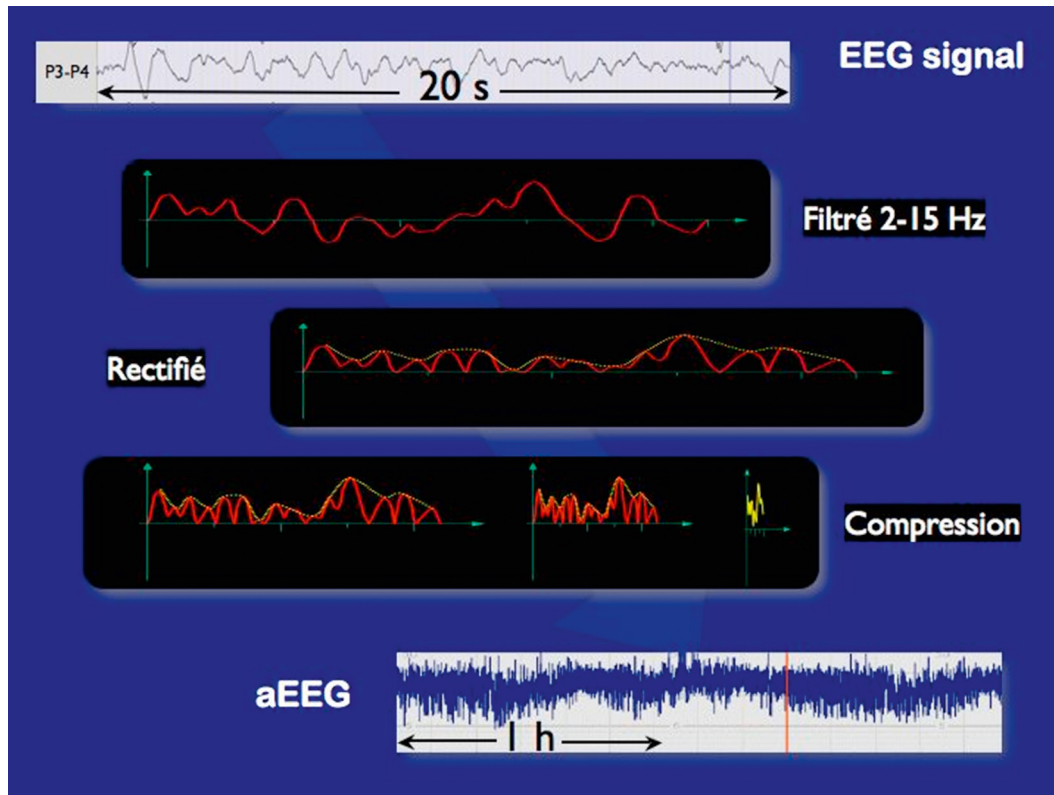 EEG signal
P3-P4
20 s
Filtré 2-15 Hz
Rectifié
Compression
aEEG
1 h